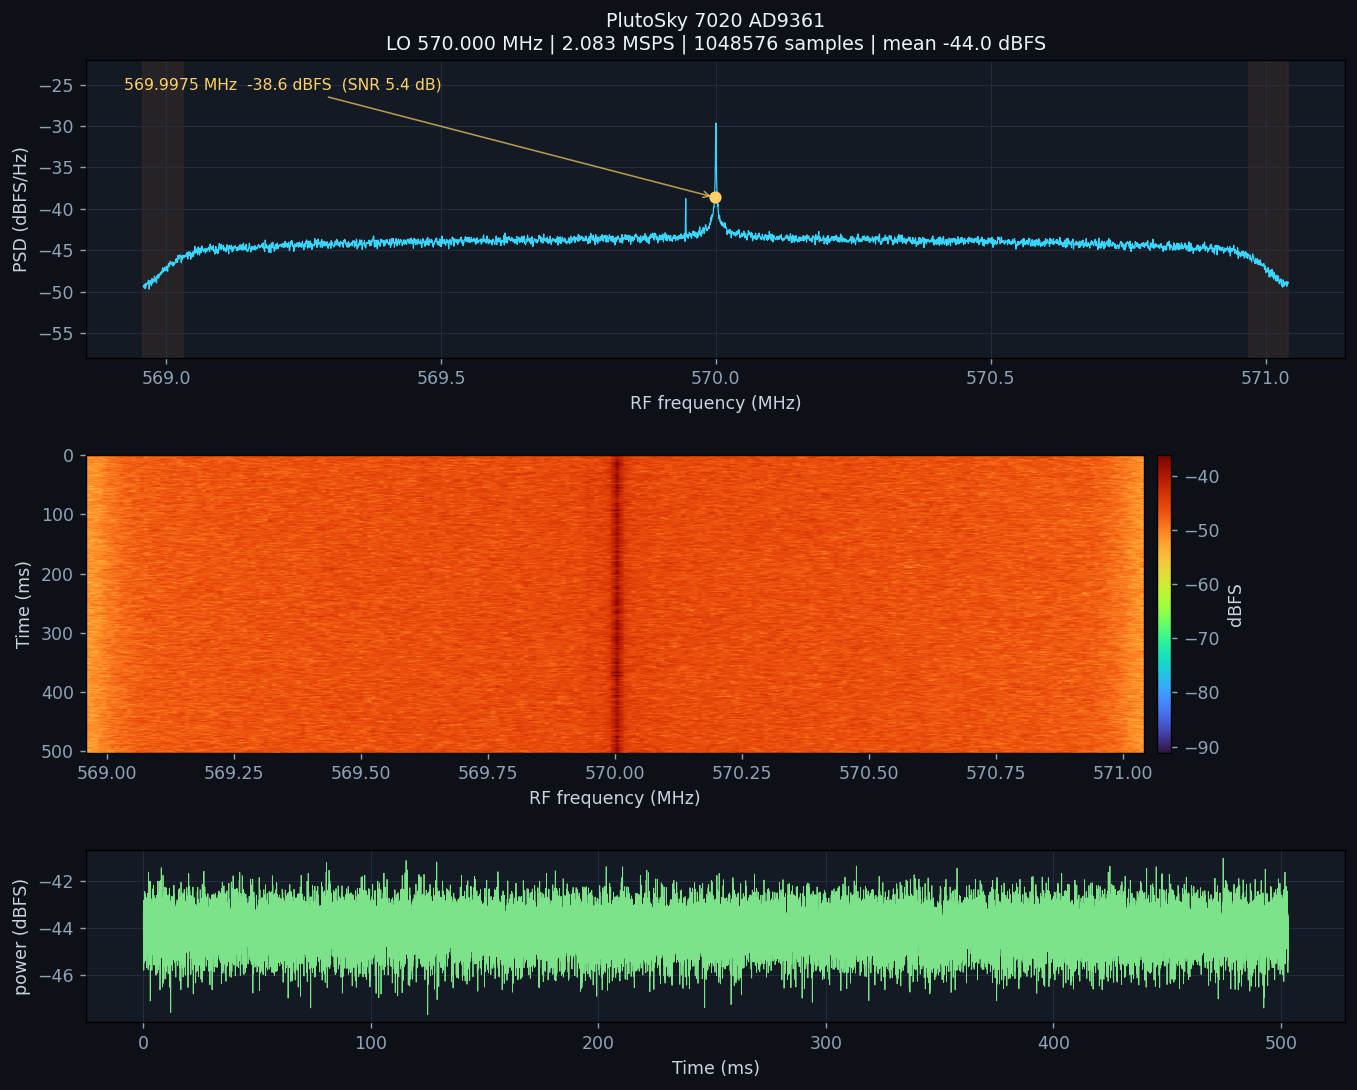 PlutoSky 7020 AD9361
LO 570.000 MHz | 2.083 MSPS | 1048576 samples | mean -44.0 dBFS
569.9975 MHz -38.6 dBFS (SNR 5.4 dB)
PSD (dBFS/Hz)
−25
−30
−35
−40
−45
−50
−55
569.0 569.5 570.0 570.5 571.0
RF frequency (MHz)
Time (ms)
0
100
200
300
400
500
569.00 569.25 569.50 569.75 570.00 570.25 570.50 570.75 571.00
RF frequency (MHz)
−40
−50
−60
−70
−80
−90
dBFS
power (dBFS)
−42
−44
−46
0 100 200 300 400 500
Time (ms)